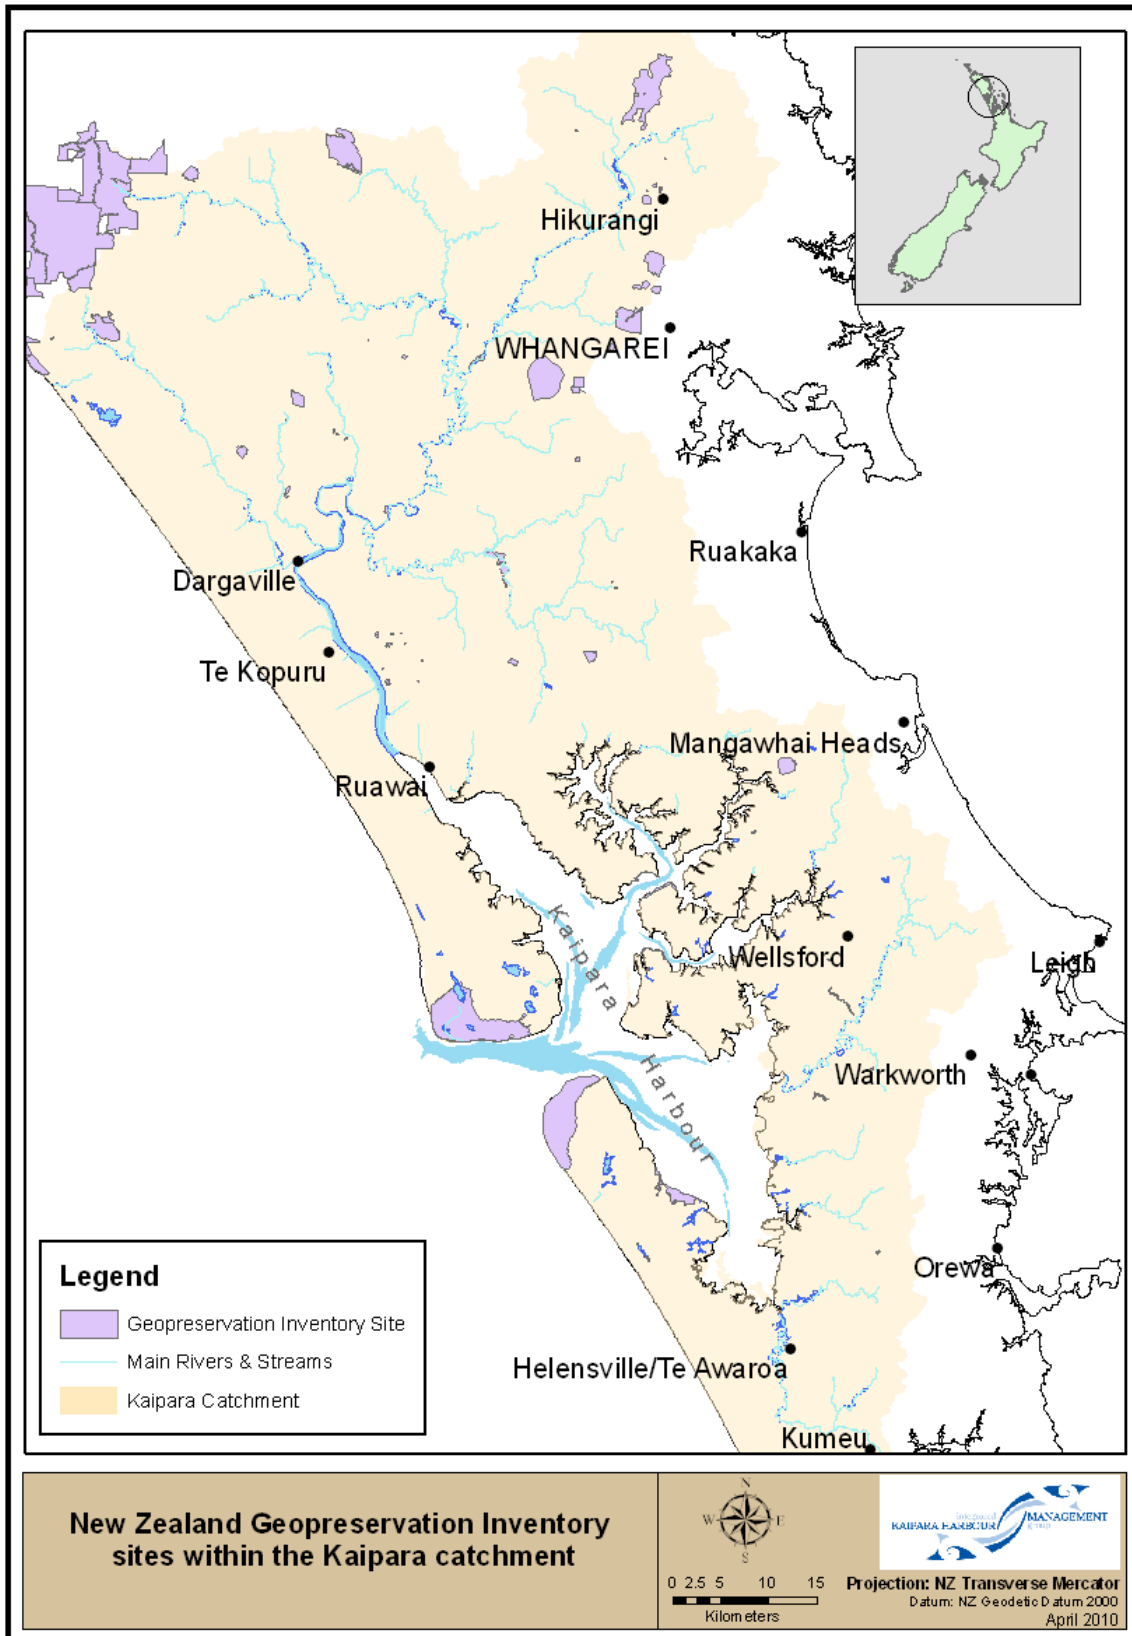 Hikurangi
WHANGAREI
Ruakaka
Dargaville
Te Kopuru
Mangawhai Heads
Ruawai
Kaipara
Harbour
Wellsford
Leigh
Warkworth
Orewa
Helensville/Te Awaroa
Kumeu
Legend
Geopreservation Inventory Site
Main Rivers & Streams
Kaipara Catchment
New Zealand Geopreservation Inventory
sites within the Kaipara catchment
N
W E
S
0 2.5 5 10 15
Kilometers
integrated
KAIPARA HARBOUR
MANAGEMENT
group
Projection: NZ Transverse Mercator
Datum: NZ Geodetic Datum 2000
April 2010